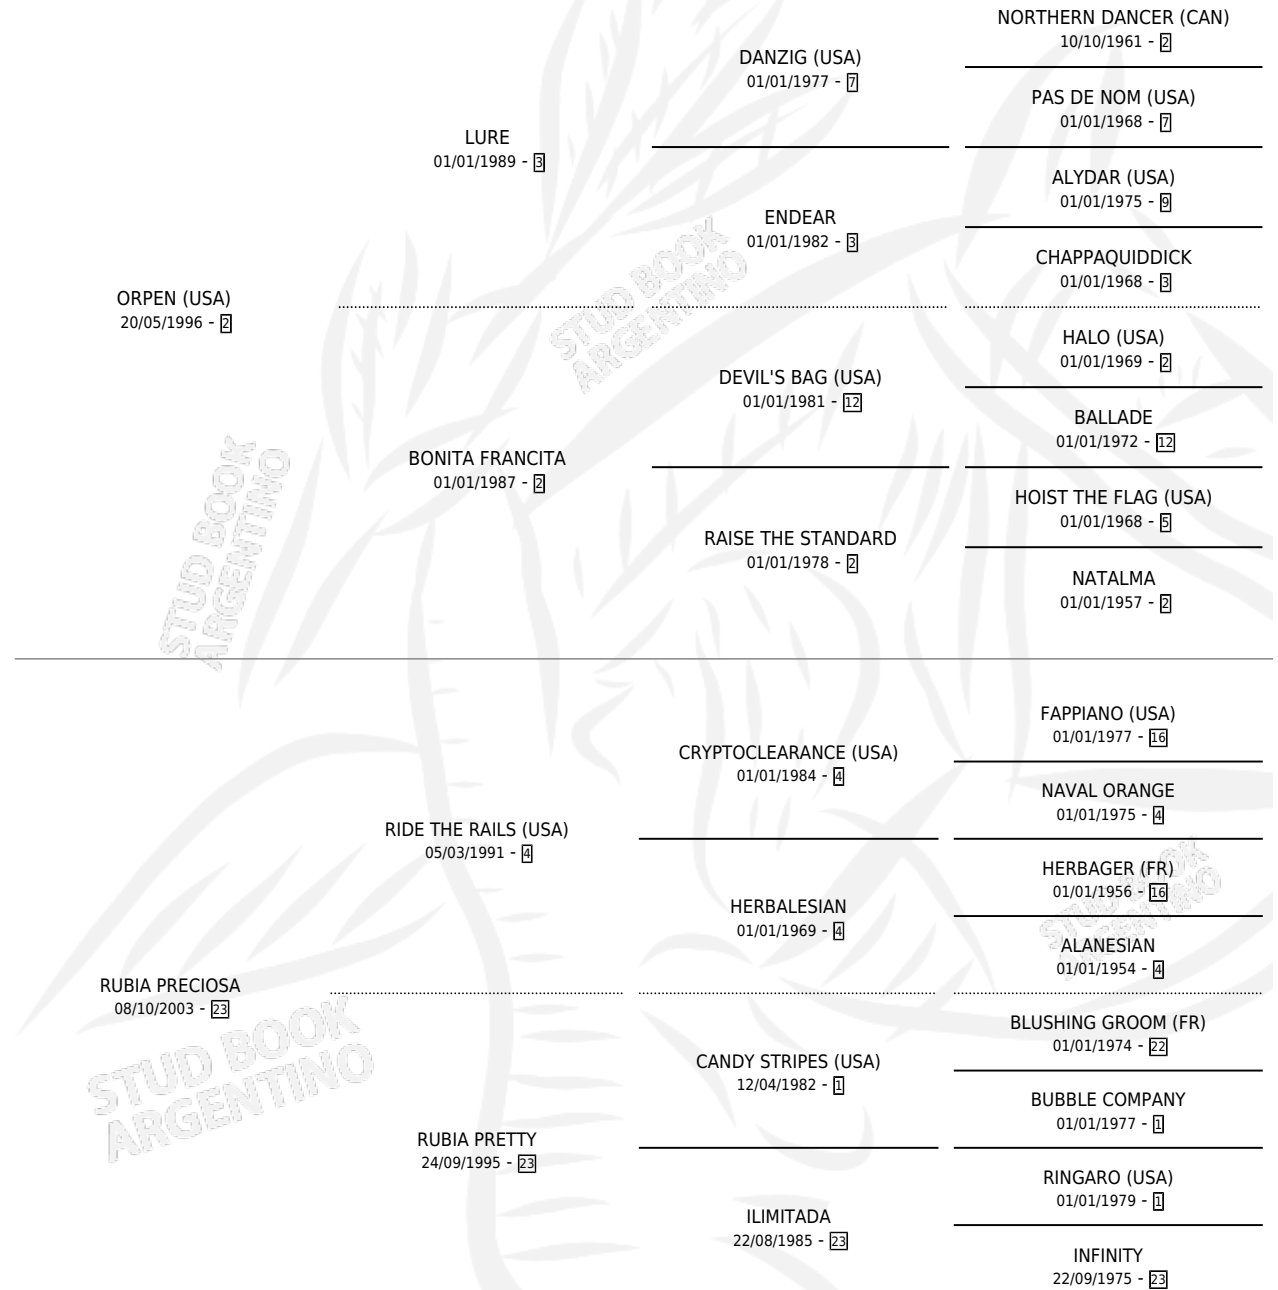 NORTHERN DANCER (CAN)
10/10/1961 - 2
DANZIG (USA)
01/01/1977 - 7
PAS DE NOM (USA)
01/01/1968 - 7
LURE
01/01/1989 - 3
ALYDAR (USA)
01/01/1975 - 9
ENDEAR
01/01/1982 - 3
CHAPPAQUIDDICK
01/01/1968 - 3
ORPEN (USA)
20/05/1996 - 2
STUD BOOK
ARGENTINO
HALO (USA)
01/01/1969 - 2
DEVIL'S BAG (USA)
01/01/1981 - 12
BALLADE
01/01/1972 - 12
BONITA FRANCITA
01/01/1987 - 2
HOIST THE FLAG (USA)
01/01/1968 - 5
RAISE THE STANDARD
01/01/1978 - 2
NATALMA
01/01/1957 - 2
STUD BOOK
ARGENTINO
FAPPIANO (USA)
01/01/1977 - 16
CRYPTOCLEARANCE (USA)
01/01/1984 - 4
NAVAL ORANGE
01/01/1975 - 4
RIDE THE RAILS (USA)
05/03/1991 - 4
HERBAGER (FR)
01/01/1956 - 16
STUD BOOK
ARGENTINO
HERBALESIAN
01/01/1969 - 4
ALANESIAN
01/01/1954 - 4
RUBIA PRECIOSA
08/10/2003 - 23
STUD BOOK
ARGENTINO
BLUSHING GROOM (FR)
01/01/1974 - 22
CANDY STRIPES (USA)
12/04/1982 - 1
BUBBLE COMPANY
01/01/1977 - 1
RUBIA PRETTY
24/09/1995 - 23
RINGARO (USA)
01/01/1979 - 1
ILIMITADA
22/08/1985 - 23
INFINITY
22/09/1975 - 23